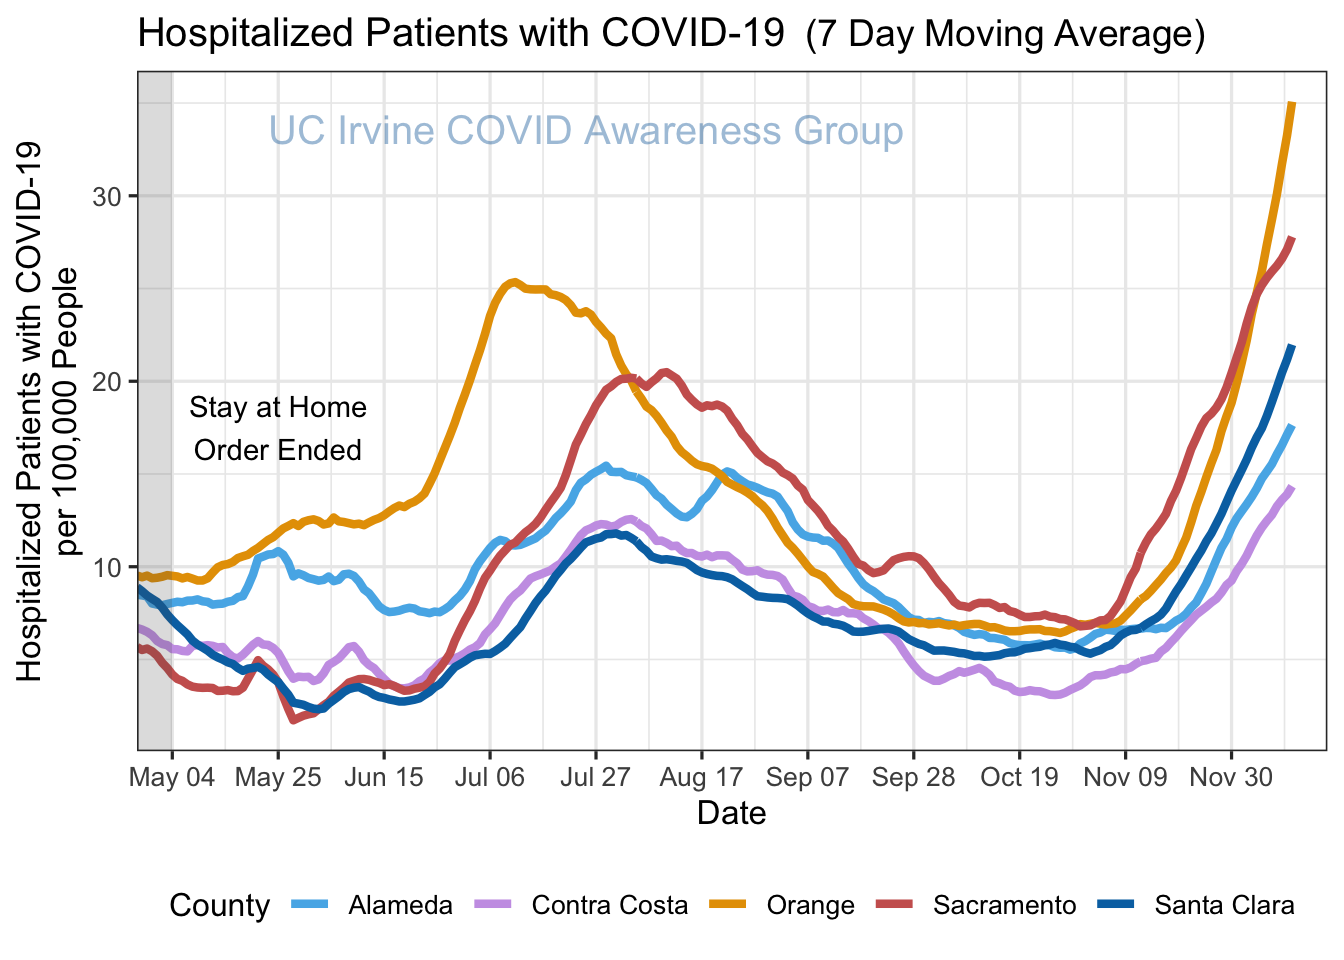 Hospitalized Patients with COVID-19  (7 Day Moving Average)
UC Irvine COVID Awareness Group
Hospitalized Patients with COVID-19
per 100,000 People
30
20
10
Stay at Home
Order Ended
May 04 May 25 Jun 15 Jul 06 Jul 27 Aug 17 Sep 07 Sep 28 Oct 19 Nov 09 Nov 30
Date
County Alameda Contra Costa Orange Sacramento Santa Clara